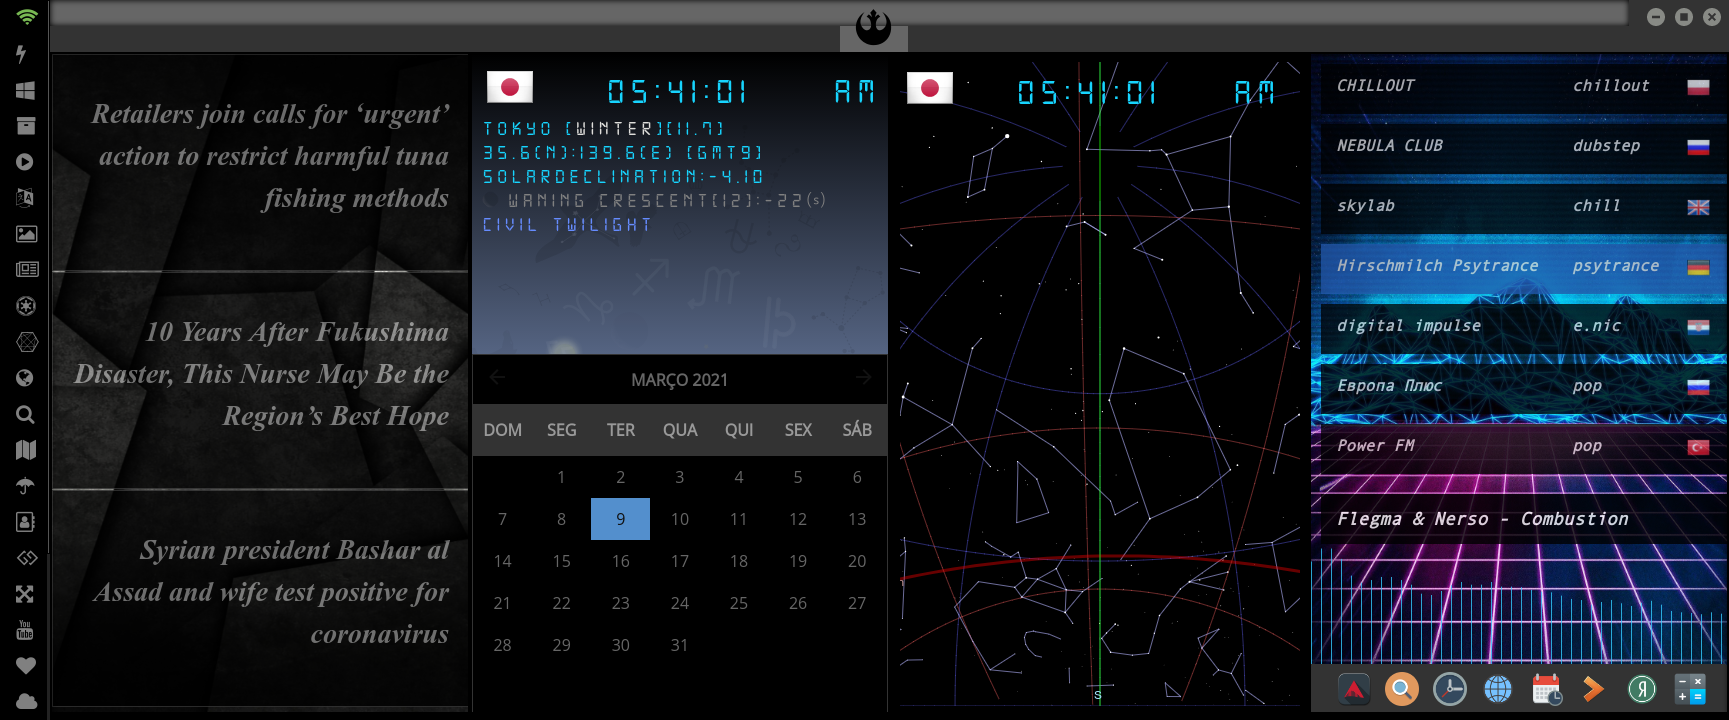 Retailers join calls for ‘urgent’
action to restrict harmful tuna
fishing methods
10 Years After Fukushima
Disaster, This Nurse May Be the
Region’s Best Hope
Syrian president Bashar al
Assad and wife test positive for
coronavirus
05:41:01 AM
TOKYO [WINTER][11.7]
35.6(N):139.6(E) [GMT9]
SOLARDECLINATION:-4.10
WANING CRESCENT[12]:-22(s)
CIVIL TWILIGHT
MARÇO 2021
DOM SEG TER QUA QUI SEX SÁB
1 2 3 4 5 6
7 8 9 10 11 12 13
14 15 16 17 18 19 20
21 22 23 24 25 26 27
28 29 30 31
05:41:01 AM
S
CHILLOUT chillout
NEBULA CLUB dubstep
skylab chill
Hirschmilch Psytrance psytrance
digital impulse e.nic
Европа Плюс pop
Power FM pop
Flegma & Nerso - Combustion
You
Tube
Я